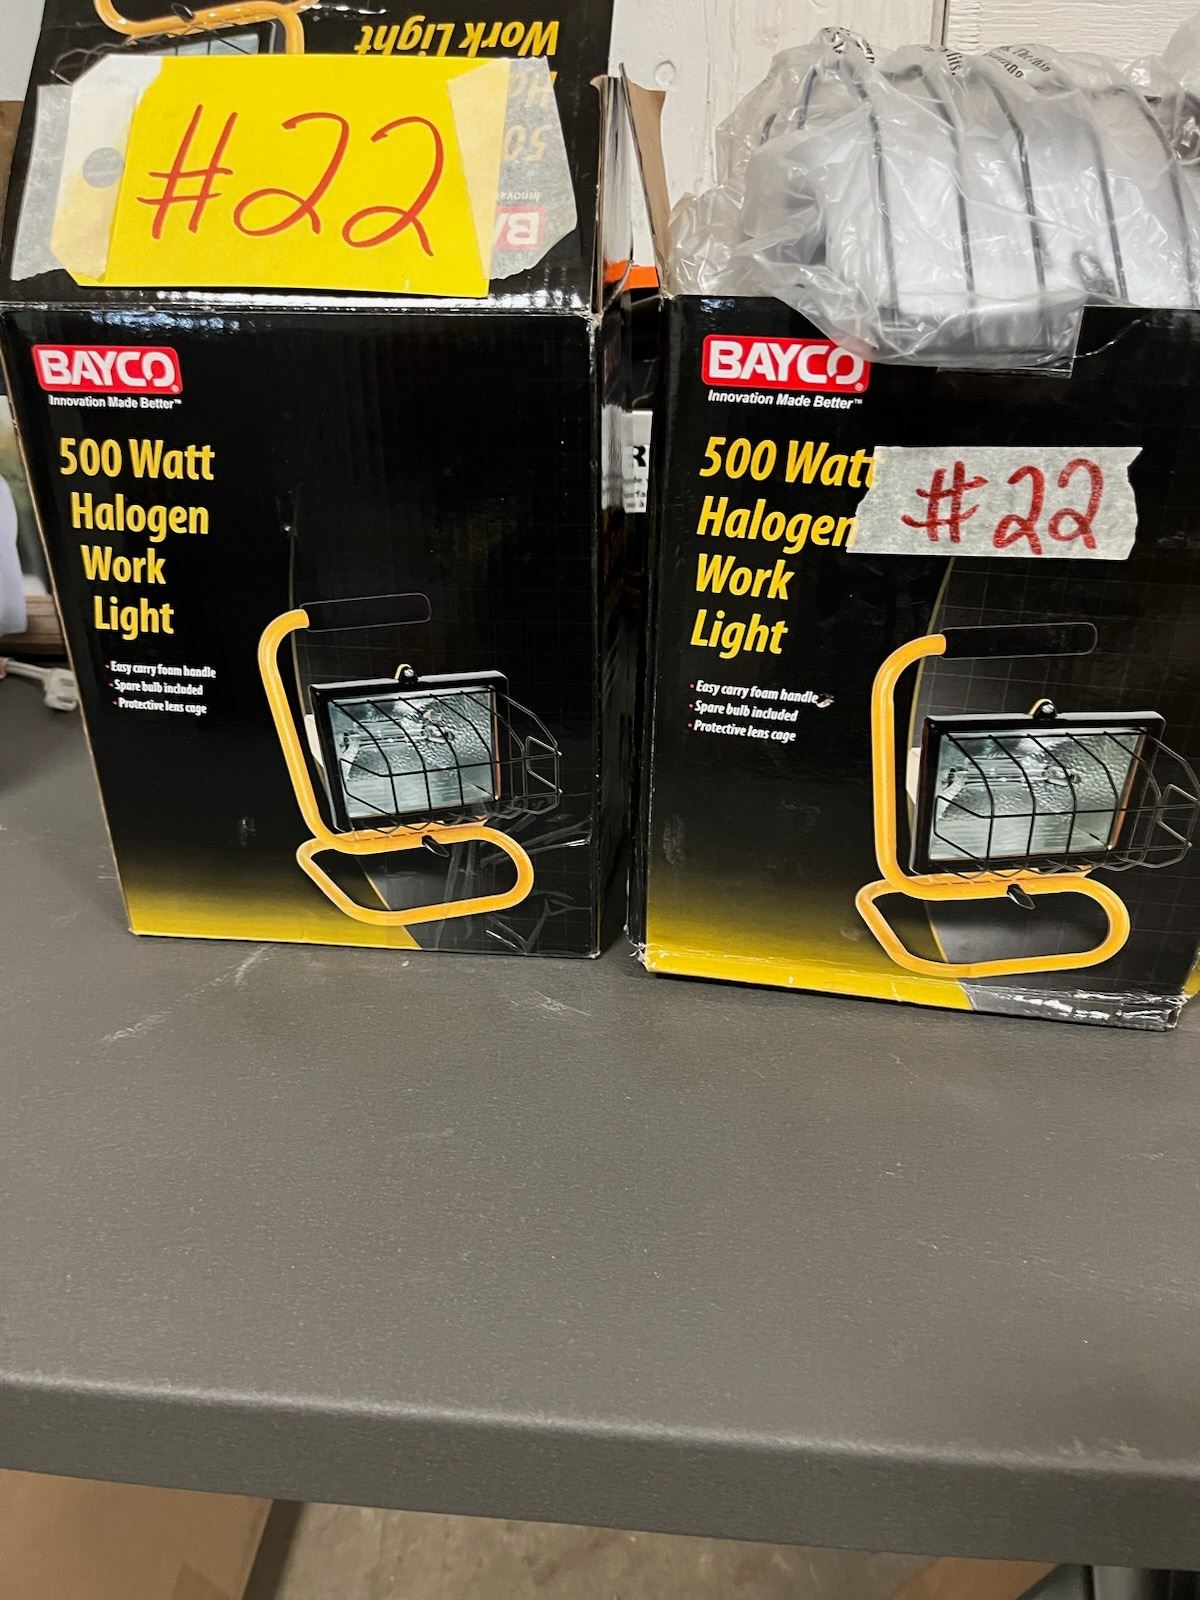 Work Light
#22
50
BAYCO
Innovation Made Better™
500 Watt
Halogen
Work
Light
· Easy carry foam handle
· Spare bulb included
· Protective lens cage
BAYCO
Innovation Made Better™
500 Watt
Halogen
Work
Light
#22
· Easy carry foam handle
· Spare bulb included
· Protective lens cage